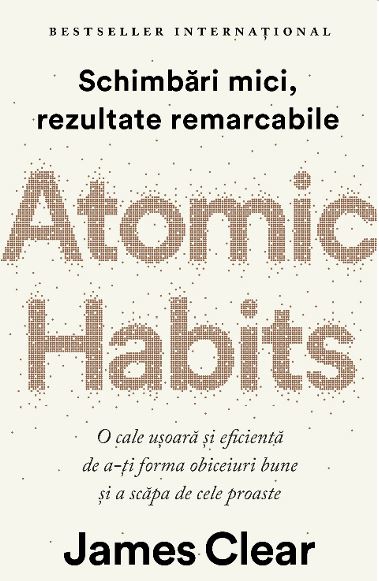 BESTSELLER INTERNAȚIONAL
Schimbări mici,
rezultate remarcabile
Atomic
Habits
O cale ușoară și eficientă
de a-ți forma obiceiuri bune
și a scăpa de cele proaste
James Clear